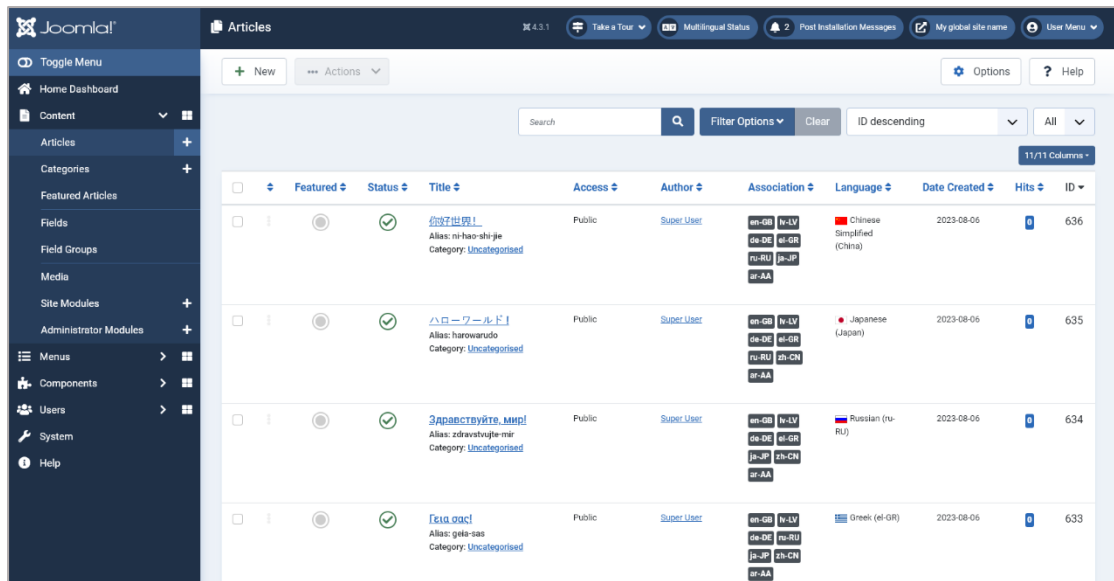 Joomla!®
Articles
4.3.1
Take a Tour
Multilingual Status
2 Post Installation Messages
My global site name
User Menu
Toggle Menu
Home Dashboard
Content
Articles
Categories
Featured Articles
Fields
Field Groups
Media
Site Modules
Administrator Modules
Menus
Components
Users
System
Help
New
Actions
Options
? Help
Search
Filter Options
Clear
ID descending
All
11/11 Columns
Featured Status Title Access Author Association Language Date Created Hits ID
你好世界！
Alias: ni-hao-shi-jie
Category: Uncategorised
Public
Super User
en-GB lv-LV
de-DE el-GR
ru-RU ja-JP
ar-AA
Chinese
Simplified
(China)
2023-08-06
0
636
ハローワールド！
Alias: harowarudo
Category: Uncategorised
Public
Super User
en-GB lv-LV
de-DE el-GR
ru-RU zh-CN
ar-AA
Japanese
(Japan)
2023-08-06
0
635
Здравствуйте, мир!
Alias: zdravstvujte-mir
Category: Uncategorised
Public
Super User
en-GB lv-LV
de-DE el-GR
ja-JP zh-CN
ar-AA
Russian (ru-
RU)
2023-08-06
0
634
Γεια σας!
Alias: geia-sas
Category: Uncategorised
Public
Super User
en-GB lv-LV
de-DE ru-RU
ja-JP zh-CN
ar-AA
Greek (el-GR)
2023-08-06
0
633